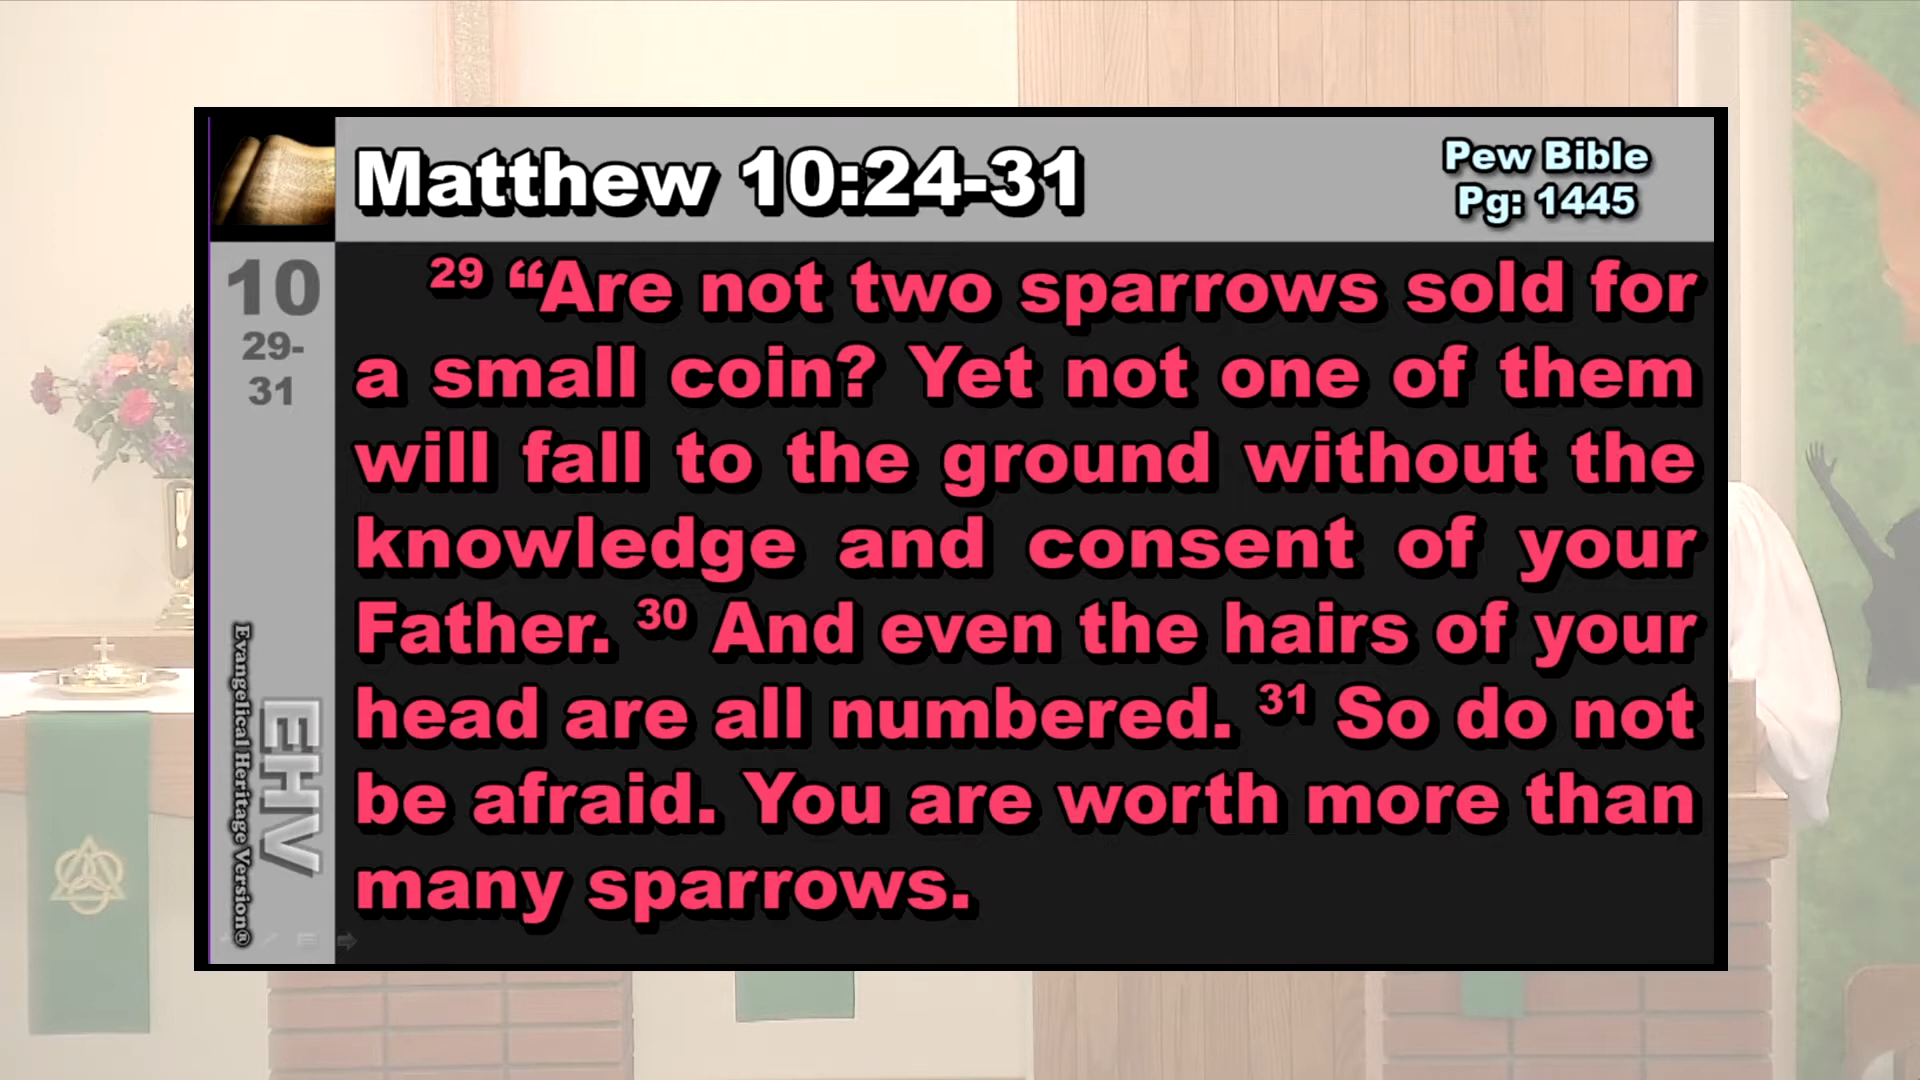 Matthew 10:24-31
Pew Bible
Pg: 1445
10
29-
31
Evangelical Heritage Version®
EHV
29 “Are not two sparrows sold for
a small coin? Yet not one of them
will fall to the ground without the
knowledge and consent of your
Father. 30 And even the hairs of your
head are all numbered. 31 So do not
be afraid. You are worth more than
many sparrows.